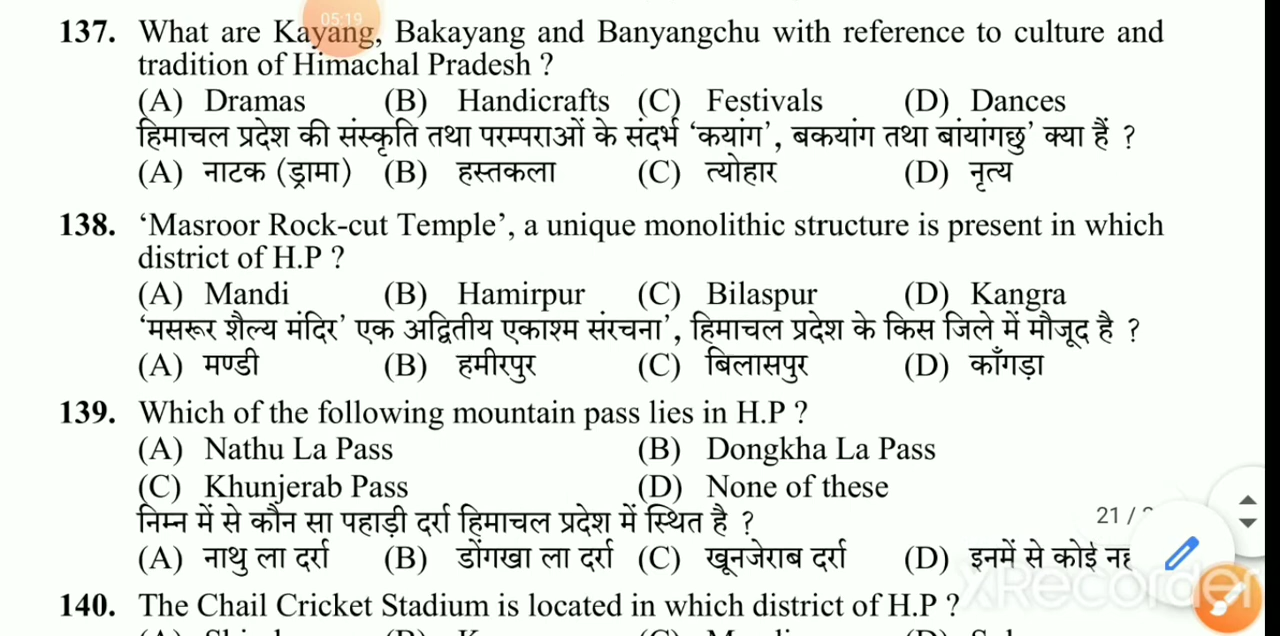 05:19
137. What are Kayang, Bakayang and Banyangchu with reference to culture and
tradition of Himachal Pradesh ?
(A) Dramas (B) Handicrafts (C) Festivals (D) Dances
हिमाचल प्रदेश की संस्कृति तथा परम्पराओं के संदर्भ ‘कयांग’, बकयांग तथा बांयांगछु’ क्या हैं ?
(A) नाटक (ड्रामा) (B) हस्तकला (C) त्योहार (D) नृत्य
138. ‘Masroor Rock-cut Temple’, a unique monolithic structure is present in which
district of H.P ?
(A) Mandi (B) Hamirpur (C) Bilaspur (D) Kangra
‘मसरूर शैल्य मंदिर’ एक अद्वितीय एकाश्म संरचना’, हिमाचल प्रदेश के किस जिले में मौजूद है ?
(A) मण्डी (B) हमीरपुर (C) बिलासपुर (D) काँगड़ा
139. Which of the following mountain pass lies in H.P ?
(A) Nathu La Pass (B) Dongkha La Pass
(C) Khunjerab Pass (D) None of these
निम्न में से कौन सा पहाड़ी दर्रा हिमाचल प्रदेश में स्थित है ?
21 /
(A) नाथु ला दर्रा (B) डोंगखा ला दर्रा (C) खूनजेराब दर्रा (D) इनमें से कोई
XRecorder
140. The Chail Cricket Stadium is located in which district of H.P ?